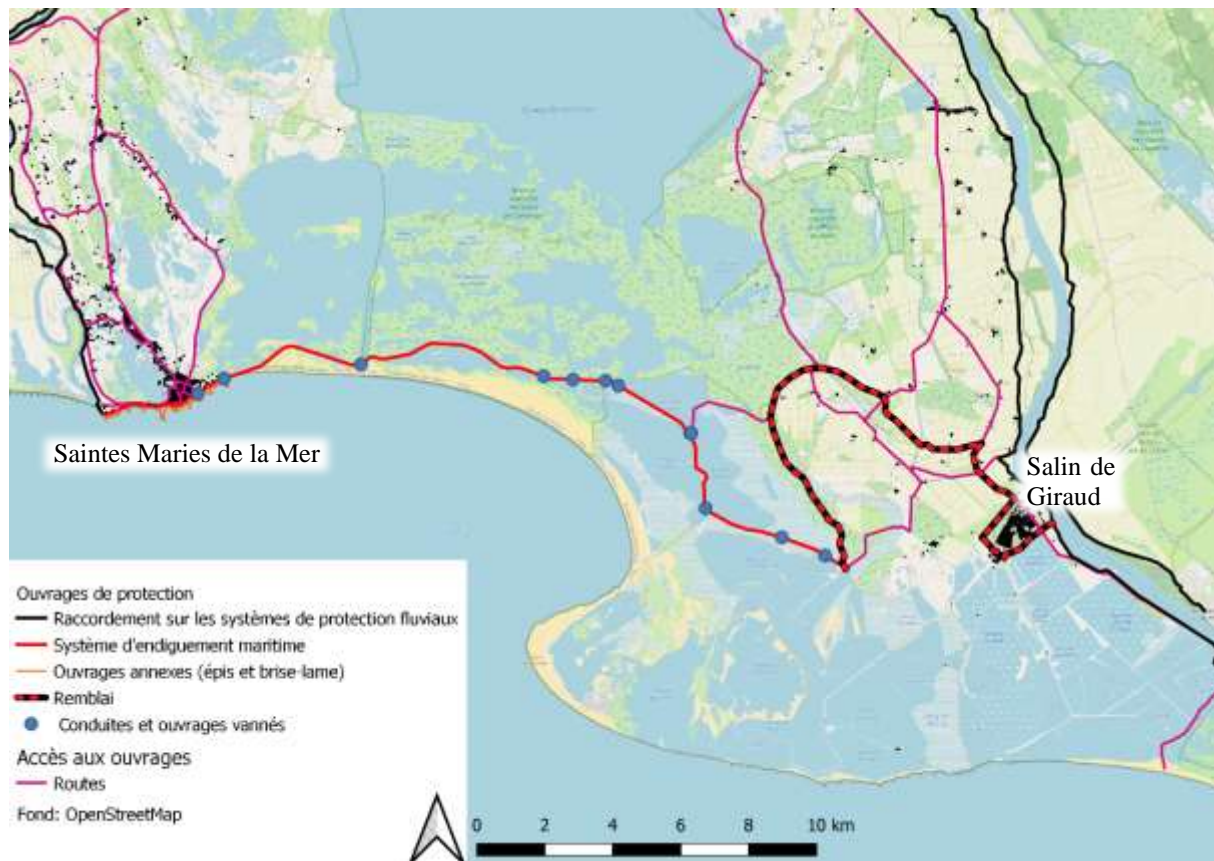 Saintes Maries de la Mer
Salin de
Giraud
Ouvrages de protection
Raccordement sur les systèmes de protection fluviaux
Système d'endiguement maritime
Ouvrages annexes (épis et brise-lame)
Remblai
Conduites et ouvrages vannés
Accès aux ouvrages
Routes
Fond: OpenStreetMap
0 2 4 6 8 10 km